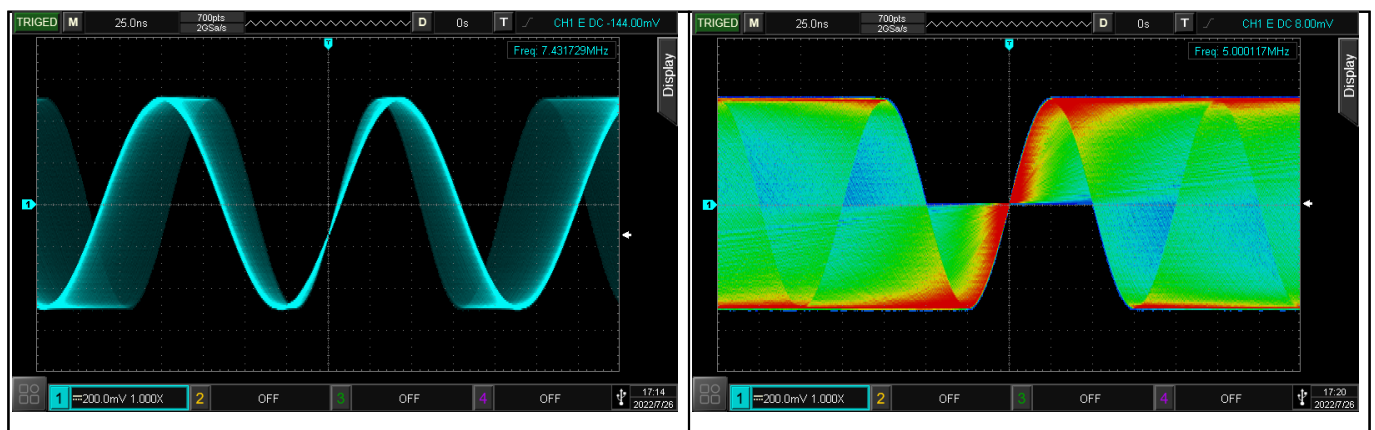 TRIGED M 25.0ns 700pts D 0s T CH1 E DC -144.00mV
2GSa/s
T
Freq: 7.431729MHz
Display
1
1 200.0mV 1.000X 2 OFF 3 OFF 4 OFF 17:14
2022/7/26
TRIGED M 25.0ns 700pts D 0s T CH1 E DC 8.00mV
2GSa/s
T
Freq: 5.000117MHz
Display
1
1 200.0mV 1.000X 2 OFF 3 OFF 4 OFF 17:20
2022/7/26